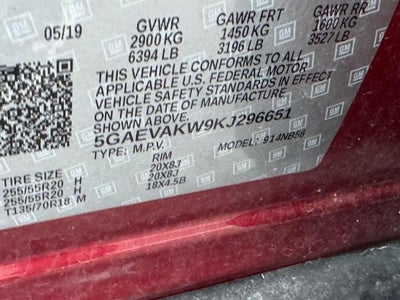 05/19 GVWR GAWR FRT GAWR RR
2900 KG 1450 KG 1600 KG
6394 LB 3196 LB 3527 LB
THIS VEHICLE CONFORMS TO ALL
APPLICABLE U.S. FEDERAL MOTOR
VEHICLE SAFETY STANDARDS IN EFFECT
ON THE DATE OF MANUFACTURE
SHOWN ABOVE.
5GAEVAKW9KJ296651
TYPE: M.P.V. MODEL: 914NB56
TIRE SIZE RIM
255/55R20 H 20X8J
255/55R20 H 20X8J
T135/70R18 M 18X4.5B